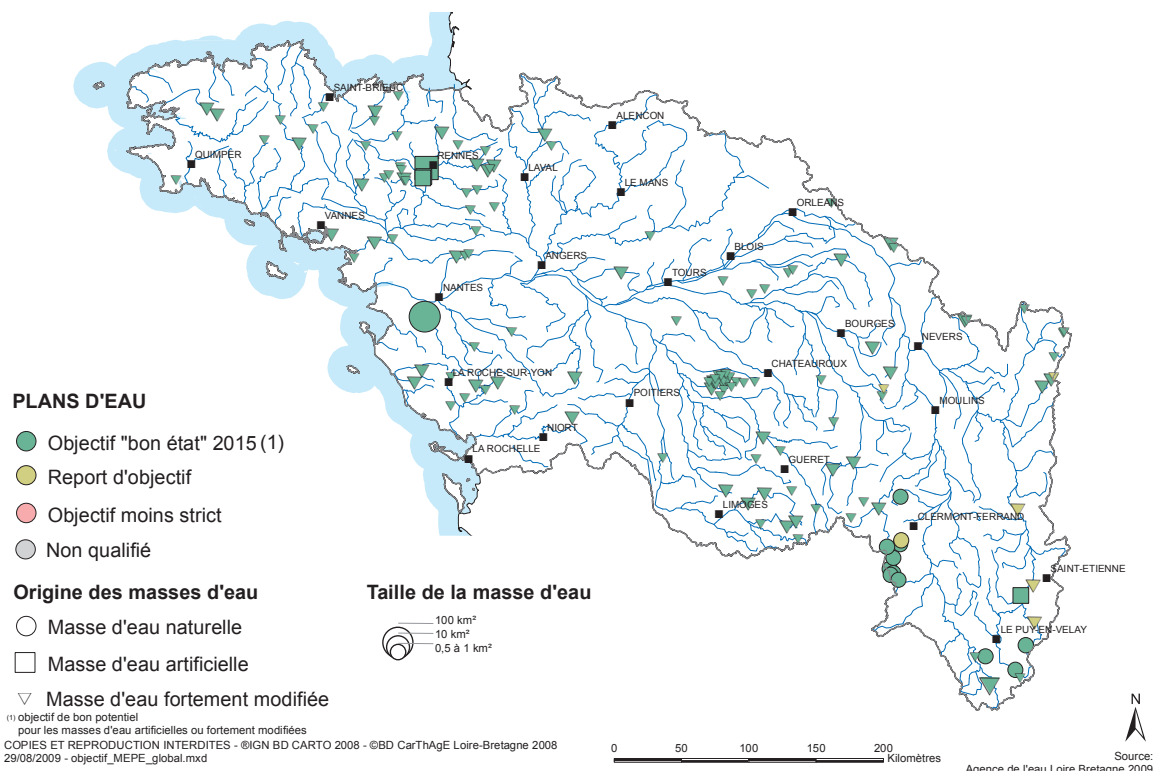 SAINT-BRIEUC
ALENCON
QUIMPER
RENNES
LAVAL
LE MANS
ORLEANS
VANNES
BLOIS
ANGERS
TOURS
NANTES
BOURGES
NEVERS
LA ROCHE-SUR-YON
CHATEAUROUX
POITIERS
MOULINS
NIORT
LA ROCHELLE
GUERET
LIMOGES
CLERMONT-FERRAND
SAINT-ETIENNE
LE PUY-EN-VELAY
PLANS D'EAU
Objectif "bon état" 2015 (1)
Report d'objectif
Objectif moins strict
Non qualifié
Origine des masses d'eau
Masse d'eau naturelle
Masse d'eau artificielle
Masse d'eau fortement modifiée
Taille de la masse d'eau
100 km²
10 km²
0,5 à 1 km²
(1) objectif de bon potentiel
pour les masses d'eau artificielles ou fortement modifiées
COPIES ET REPRODUCTION INTERDITES - ®IGN BD CARTO 2008 - ©BD CarThAgE Loire-Bretagne 2008
29/08/2009 - objectif_MEPE_global.mxd
0 50 100 150 200
Kilomètres
N
Source:
Agence de l'eau Loire Bretagne 2009